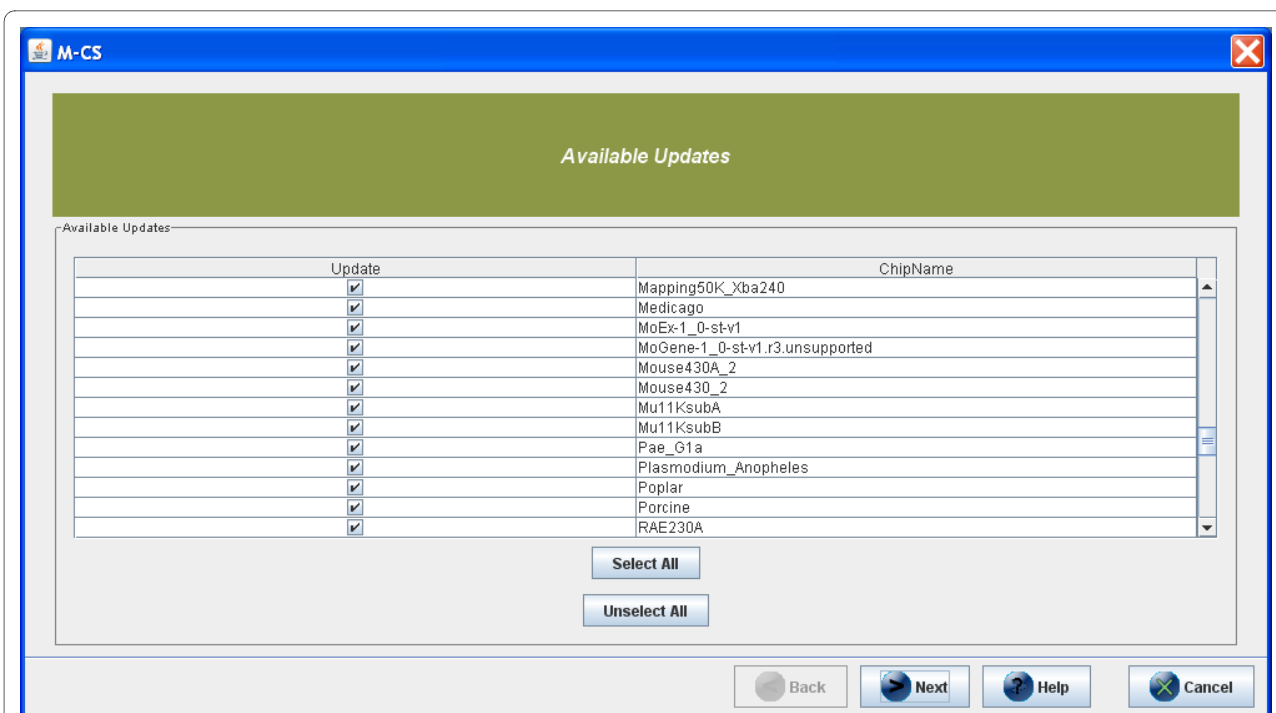 M-CS
Available Updates
Available Updates
Update ChipName
Mapping50K_Xba240
Medicago
MoEx-1_0-st-v1
MoGene-1_0-st-v1.r3.unsupported
Mouse430A_2
Mouse430_2
Mu11KsubA
Mu11KsubB
Pae_G1a
Plasmodium_Anopheles
Poplar
Porcine
RAE230A
Select All
Unselect All
< Back > Next ? Help X Cancel